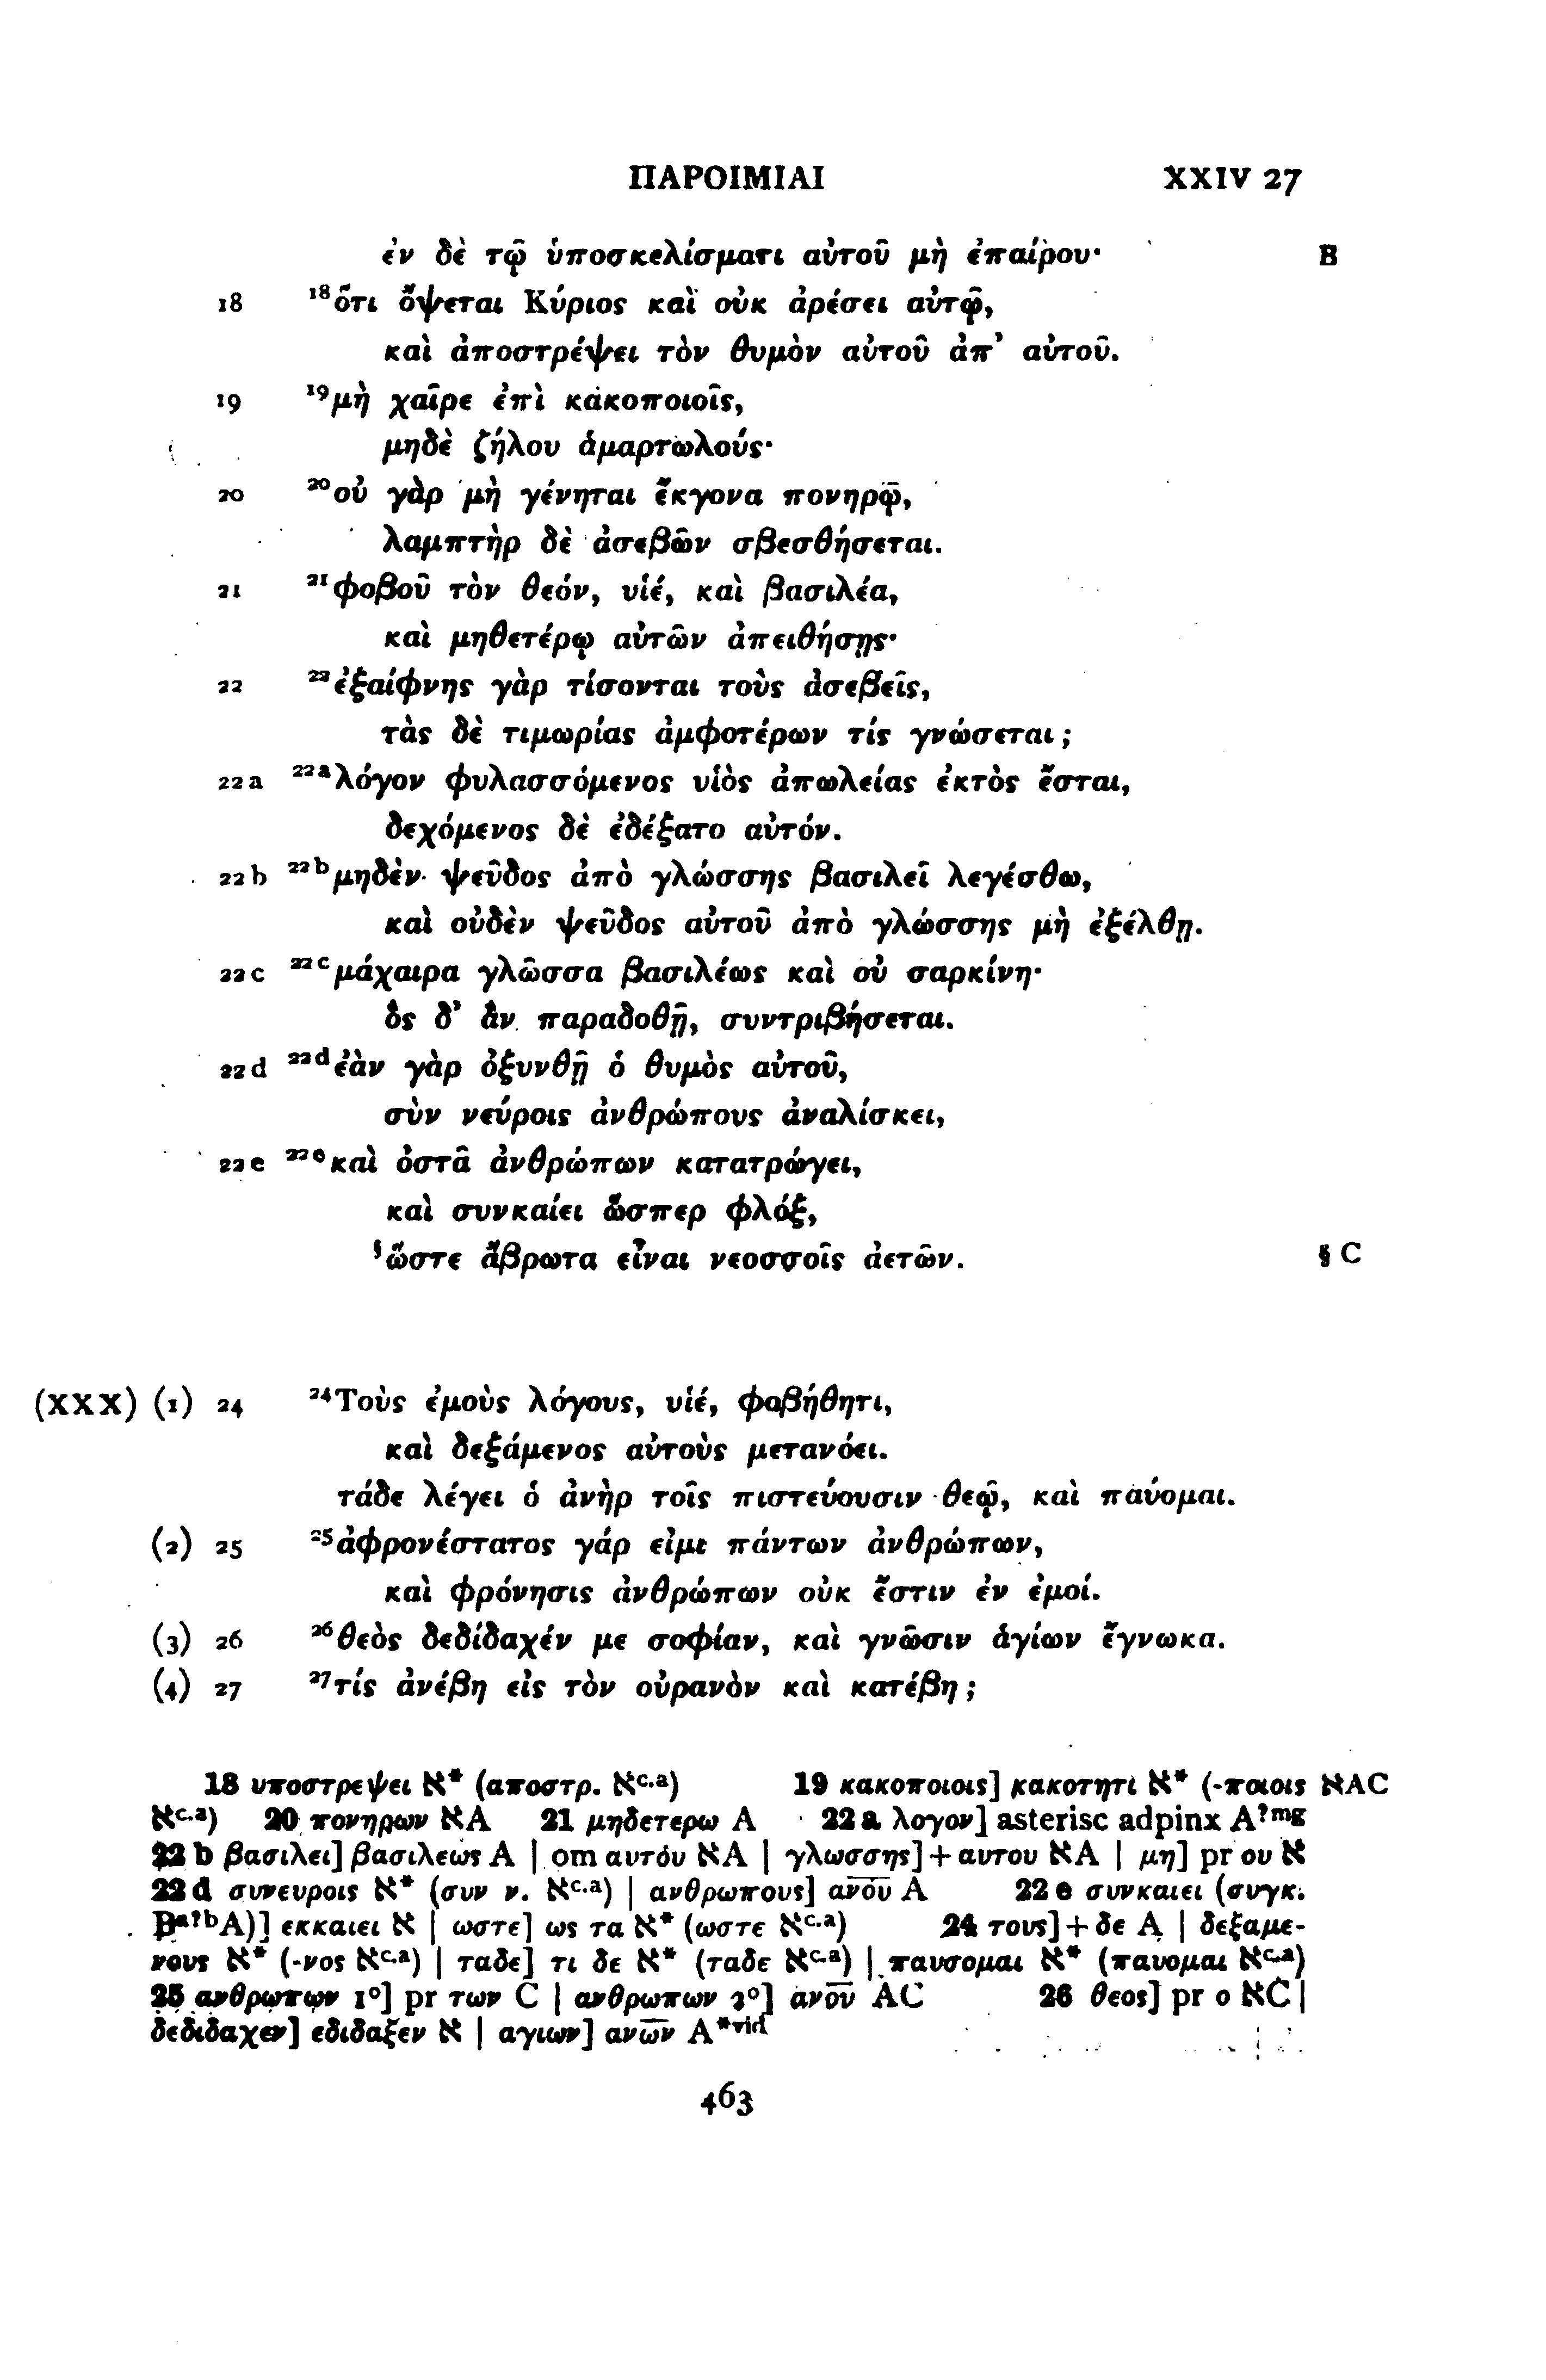 ΠΑΡΟΙΜΙΑΙ XXIV 27
ἐν δὲ τῷ ὑποσκελίσματι αὐτοῦ μὴ ἐπαίρου· B
18 ¹⁸ὅτι ὄψεται Κύριος καὶ οὐκ ἀρέσει αὐτῷ,
καὶ ἀποστρέψει τὸν θυμὸν αὐτοῦ ἀπ’ αὐτοῦ.
19 ¹⁹μὴ χαῖρε ἐπὶ κακοποιοῖς,
μηδὲ ζήλου ἁμαρτωλούς·
20 ²⁰οὐ γὰρ μὴ γένηται ἔκγονα πονηρῷ,
λαμπτὴρ δὲ ἀσεβῶν σβεσθήσεται.
21 ²¹φοβοῦ τὸν θεόν, υἱέ, καὶ βασιλέα,
καὶ μηθετέρῳ αὐτῶν ἀπειθήσῃς·
22 ²²ἐξαίφνης γὰρ τίσονται τοὺς ἀσεβεῖς,
τὰς δὲ τιμωρίας ἀμφοτέρων τίς γνώσεται;
22 a ²²ᵃλόγον φυλασσόμενος υἱὸς ἀπωλείας ἐκτὸς ἔσται,
δεχόμενος δὲ ἐδέξατο αὐτόν.
22 b ²²ᵇμηδὲν ψεῦδος ἀπὸ γλώσσης βασιλεῖ λεγέσθω,
καὶ οὐδὲν ψεῦδος αὐτοῦ ἀπὸ γλώσσης μὴ ἐξέλθῃ.
22 c ²²ᶜμάχαιρα γλῶσσα βασιλέως καὶ οὐ σαρκίνη·
ὃς δ’ ἂν παραδοθῇ, συντριβήσεται.
22 d ²²ᵈἐὰν γὰρ ὀξυνθῇ ὁ θυμὸς αὐτοῦ,
σὺν νεύροις ἀνθρώπους ἀναλίσκει,
22 e ²²ᵉκαὶ ὀστᾶ ἀνθρώπων κατατρώγει,
καὶ συνκαίει ὥσπερ φλόξ,
§ὥστε ἄβρωτα εἶναι νεοσσοῖς ἀετῶν. § C
(XXX) (1) 24 ²⁴Τοὺς ἐμοὺς λόγους, υἱέ, φοβήθητι,
καὶ δεξάμενος αὐτοὺς μετανόει.
τάδε λέγει ὁ ἀνὴρ τοῖς πιστεύουσιν θεῷ, καὶ παύομαι.
(2) 25 ²⁵ἀφρονέστατος γάρ εἰμι πάντων ἀνθρώπων,
καὶ φρόνησις ἀνθρώπων οὐκ ἔστιν ἐν ἐμοί.
(3) 26 ²⁶θεὸς δεδίδαχέν με σοφίαν, καὶ γνῶσιν ἁγίων ἔγνωκα.
(4) 27 ²⁷τίς ἀνέβη εἰς τὸν οὐρανὸν καὶ κατέβη;
18 υποστρεψει א* (αποστρ. אᶜ·ᵃ) 19 κακοποιοις] κακοτητι א* (-ποιοις אAC
אᶜ·ᵃ) 20 πονηρων אA 21 μηδετερω A 22 a λογον] asterisc adpinx A?ᵐᵍ
22 b βασιλει] βασιλεως A | om αυτου אA | γλωσσης]+αυτου אA | μη] pr ου א
22 d συνευροις א* (συν ν. אᶜ·ᵃ) | ανθρωπους] αν̅ο̅υ̅ A 22 e συνκαιει (συγκ.
Bᵃ?ᵇA)] εκκαιει א | ωστε] ως τα א* (ωστε אᶜ·ᵃ) 24 τους]+δε A | δεξαμε-
νους א* (-νος אᶜ·ᵃ) | ταδε] τι δε א* (ταδε אᶜ·ᵃ) | παυσομαι א* (παυομαι אᶜ·ᵃ)
25 ανθρωπων 1°] pr των C | ανθρωπων 2°] αν̅ο̅υ̅ AC 26 θεος] pr ο אC |
δεδιδαχεν] εδιδαξεν א | αγιων] αν̅ω̅ν̅ A*ᵛⁱᵈ
463